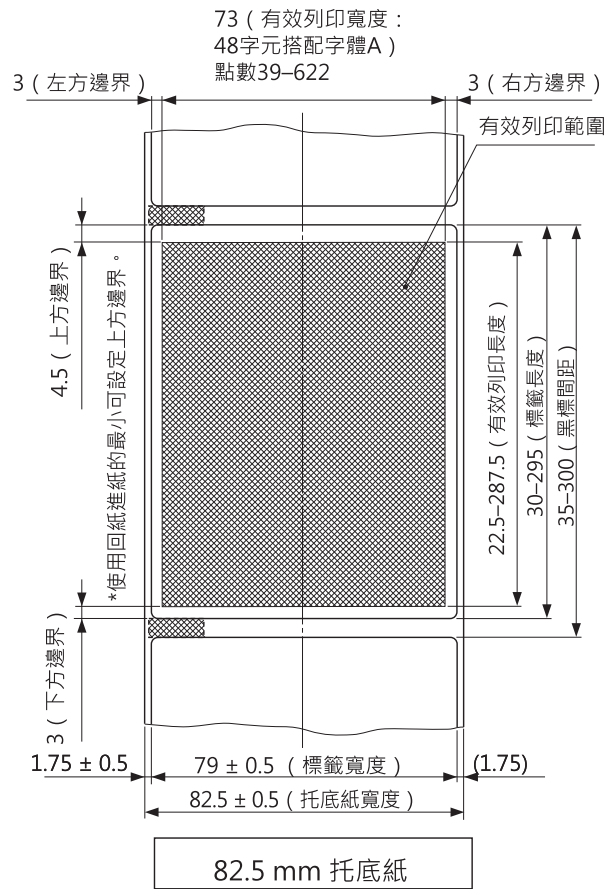 73（有效列印寬度：
48字元搭配字體A）
點數39–622
3（左方邊界）
3（右方邊界）
有效列印範圍
4.5（上方邊界）
*使用回紙進紙的最小可設定上方邊界。
22.5–287.5（有效列印長度）
30–295（標籤長度）
35–300（黑標間距）
3（下方邊界）
1.75 ± 0.5
79 ± 0.5 （標籤寬度）
(1.75)
82.5 ± 0.5（托底紙寬度）
82.5 mm 托底紙